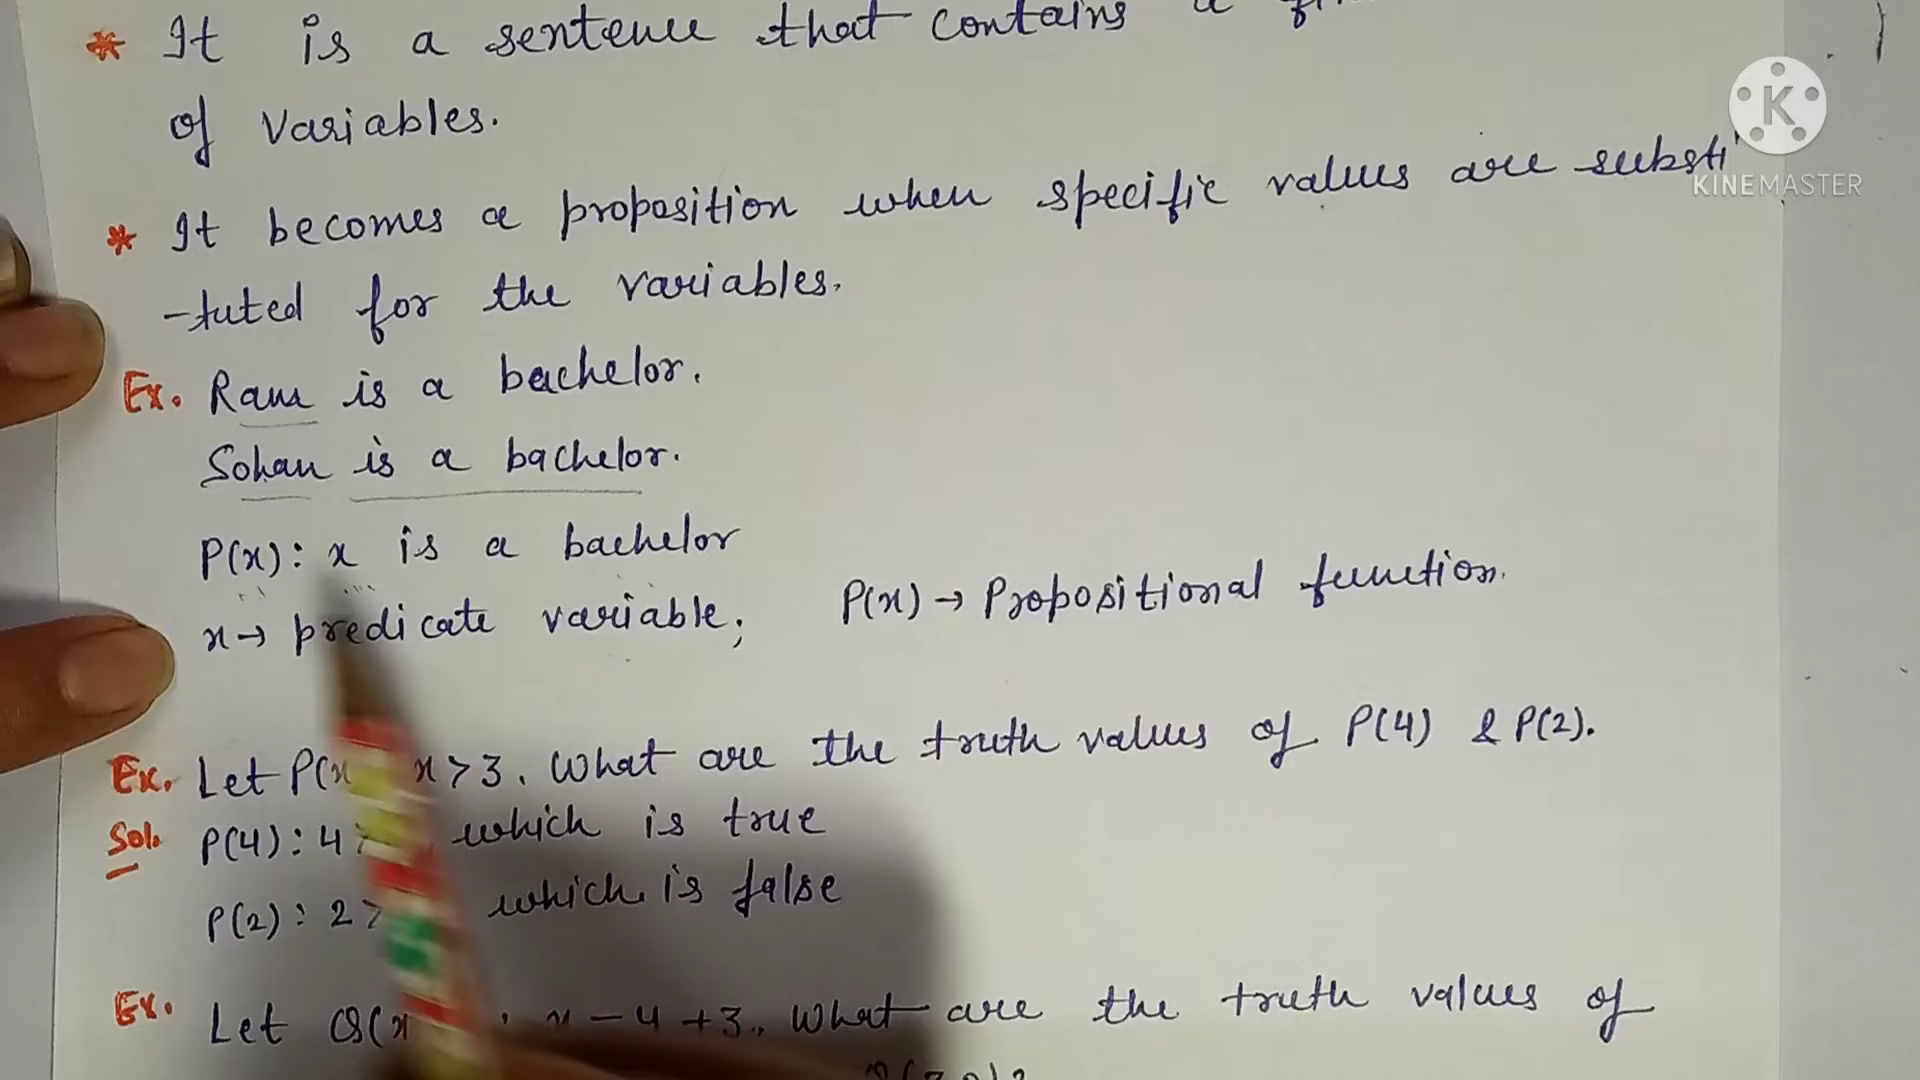 * It is a sentence that contains a
of variables.
* It becomes a proposition when specific values are substi
-tuted for the variables.
Ex. Ram is a bachelor.
Sohan is a bachelor.
P(x): x is a bachelor
x → predicate variable; P(x) → Propositional function.
Ex. Let P(x x > 3. What are the truth values of P(4) & P(2).
Sol. P(4): 4 > which is true
P(2): 2 > which is false
Ex. Let Q(x 4 + 3. What are the truth values of
K
KINEMASTER